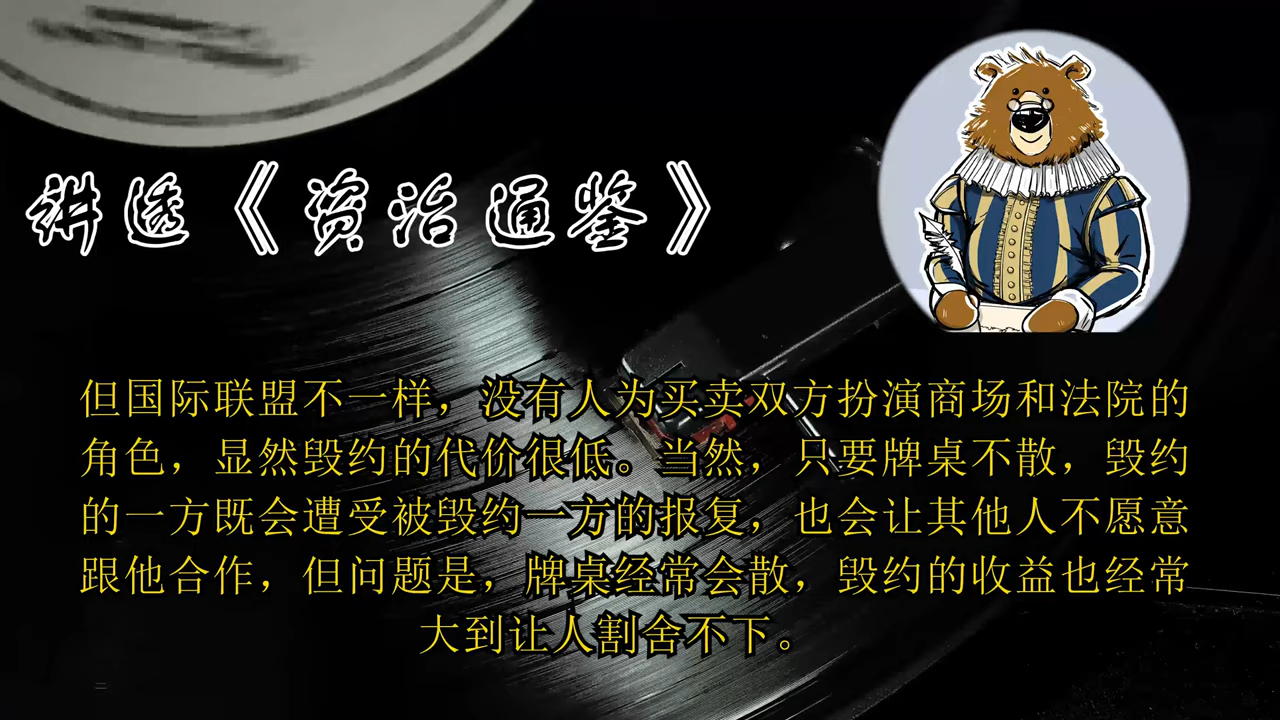 讲透《资治通鉴》
但国际联盟不一样，没有人为买卖双方扮演商场和法院的
角色，显然毁约的代价很低。当然，只要牌桌不散，毁约
的一方既会遭受被毁约一方的报复，也会让其他人不愿意
跟他合作，但问题是，牌桌经常会散，毁约的收益也经常
大到让人割舍不下。